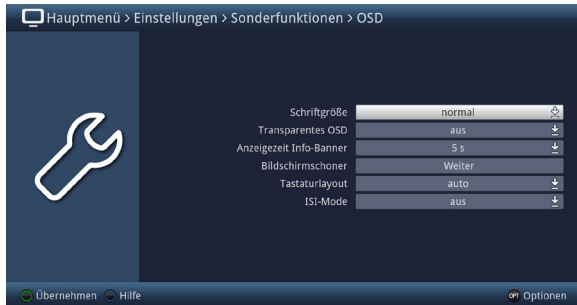 Hauptmenü > Einstellungen > Sonderfunktionen > OSD
Schriftgröße normal
Transparentes OSD aus
Anzeigezeit Info-Banner 5 s
Bildschirmschoner Weiter
Tastaturlayout auto
ISI-Mode aus
Übernehmen Hilfe OPT Optionen